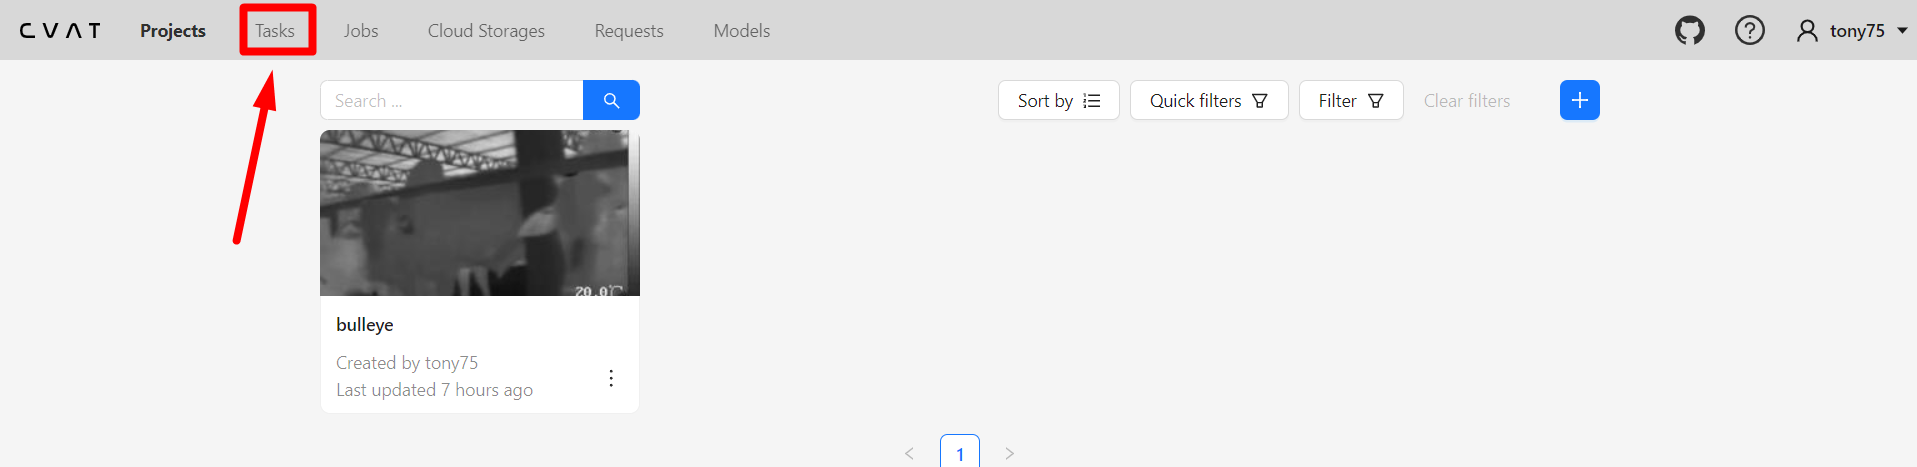 CVAT Projects Tasks Jobs Cloud Storages Requests Models tony75
Search ... Sort by Quick filters Filter Clear filters
20.0℃
bulleye
Created by tony75
Last updated 7 hours ago
1